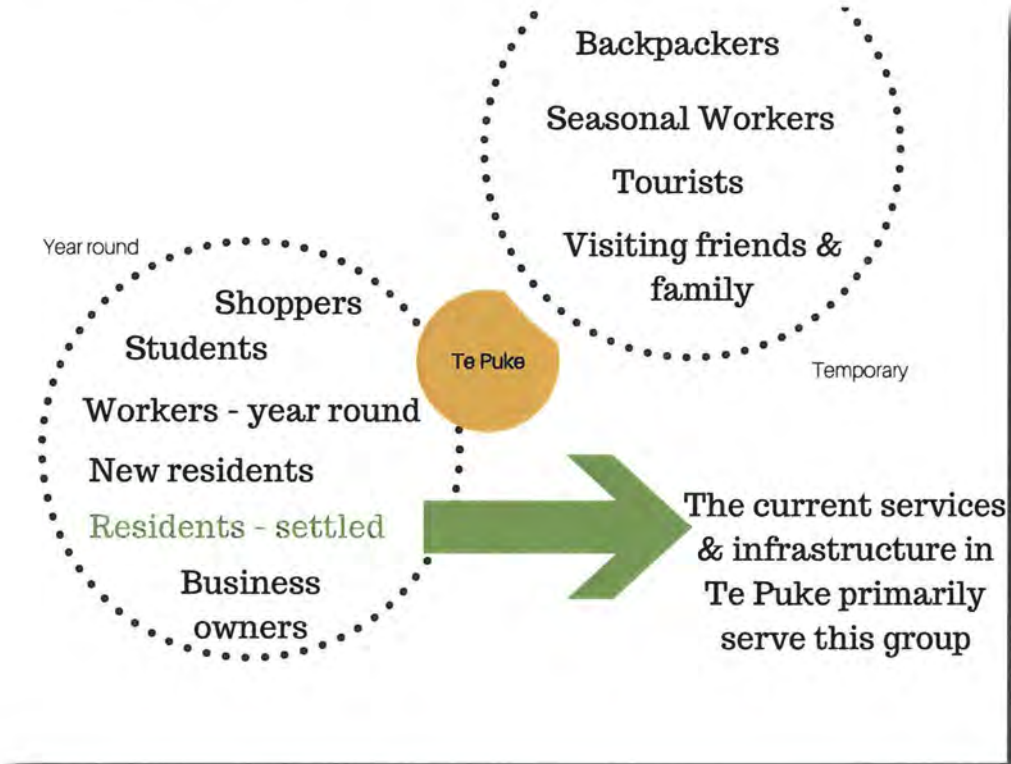 Backpackers
Seasonal Workers
Tourists
Visiting friends &
family
Temporary
Year round
Shoppers
Students
Workers - year round
New residents
Residents - settled
Business
owners
Te Puke
The current services
& infrastructure in
Te Puke primarily
serve this group